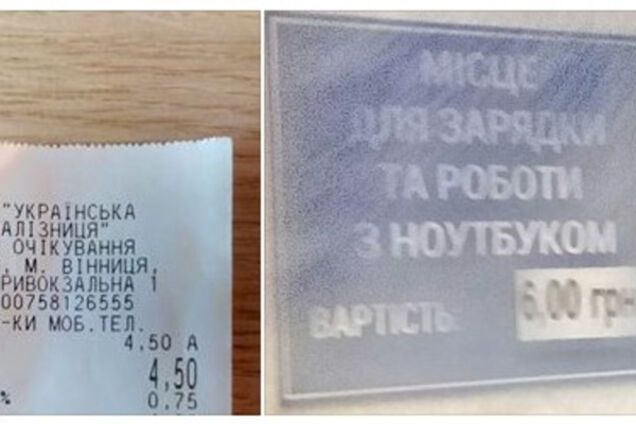 "УКРАЇНСЬКА
АЛІЗНИЦЯ"
ОЧІКУВАННЯ
, М. ВІННИЦЯ,
РИВОКЗАЛЬНА 1
00758126555
-КИ МОБ.ТЕЛ.
4,50 А
4,50
% 0,75
МІСЦЕ
ДЛЯ ЗАРЯДКИ
ТА РОБОТИ
З НОУТБУКОМ
ВАРТІСТЬ 6,00 грн